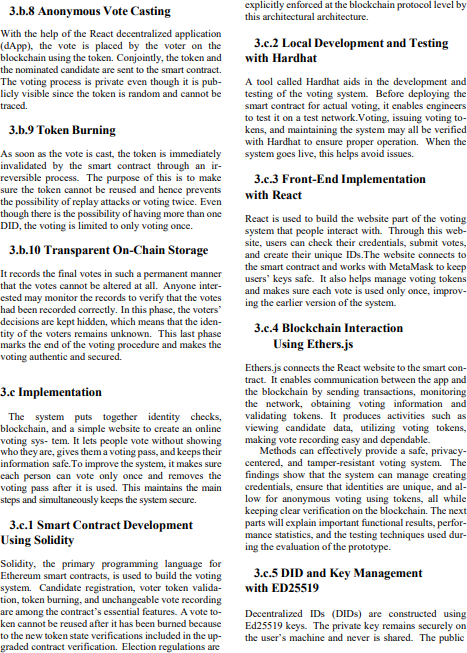 3.b.8 Anonymous Vote Casting
With the help of the React decentralized application
(dApp), the vote is placed by the voter on the
blockchain using the token. Conjointly, the token and
the nominated candidate are sent to the smart contract.
The voting process is private even though it is pub-
licly visible since the token is random and cannot be
traced.
3.b.9 Token Burning
As soon as the vote is cast, the token is immediately
invalidated by the smart contract through an ir-
reversible process. The purpose of this is to make
sure the token cannot be reused and hence prevents
the possibility of replay attacks or voting twice. Even
though there is the possibility of having more than one
DID, the voting is limited to only voting once.
3.b.10 Transparent On-Chain Storage
It records the final votes in such a permanent manner
that the votes cannot be altered at all. Anyone inter-
ested may monitor the records to verify that the votes
had been recorded correctly. In this phase, the voters'
decisions are kept hidden, which means that the iden-
tity of the voters remains unknown. This last phase
marks the end of the voting procedure and makes the
voting authentic and secured.
3.c Implementation
The system puts together identity checks,
blockchain, and a simple website to create an online
voting sys- tem. It lets people vote without showing
who they are, gives them a voting pass, and keeps their
information safe.To improve the system, it makes sure
each person can vote only once and removes the
voting pass after it is used. This maintains the main
steps and simultaneously keeps the system secure.
3.c.1 Smart Contract Development
Using Solidity
Solidity, the primary programming language for
Ethereum smart contracts, is used to build the voting
system. Candidate registration, voter token valida-
tion, token burning, and unchangeable vote recording
are among the contract's essential features. A vote to-
ken cannot be reused after it has been burned because
to the new token state verifications included in the up-
graded contract verification. Election regulations are
explicitly enforced at the blockchain protocol level by
this architectural architecture.
3.c.2 Local Development and Testing
with Hardhat
A tool called Hardhat aids in the development and
testing of the voting system. Before deploying the
smart contract for actual voting, it enables engineers
to test it on a test network.Voting, issuing voting to-
kens, and maintaining the system may all be verified
with Hardhat to ensure proper operation. When the
system goes live, this helps avoid issues.
3.c.3 Front-End Implementation
with React
React is used to build the website part of the voting
system that people interact with. Through this web-
site, users can check their credentials, submit votes,
and create their unique IDs.The website connects to
the smart contract and works with MetaMask to keep
users' keys safe. It also helps manage voting tokens
and makes sure each vote is used only once, improv-
ing the earlier version of the system.
3.c.4 Blockchain Interaction
Using Ethers.js
Ethers.js connects the React website to the smart con-
tract. It enables communication between the app and
the blockchain by sending transactions, monitoring
the network, obtaining voting information and
validating tokens. It produces activities such as
viewing candidate data, utilizing voting tokens,
making vote recording easy and dependable.
Methods can effectively provide a safe, privacy-
centered, and tamper-resistant voting system. The
findings show that the system can manage creating
credentials, ensure that identities are unique, and al-
low for anonymous voting using tokens, all while
keeping clear verification on the blockchain. The next
parts will explain important functional results, perfor-
mance statistics, and the testing techniques used dur-
ing the evaluation of the prototype.
3.c.5 DID and Key Management
with ED25519
Decentralized IDs (DIDs) are constructed using
Ed25519 keys. The private key remains securely on
the user's machine and never is shared. The public